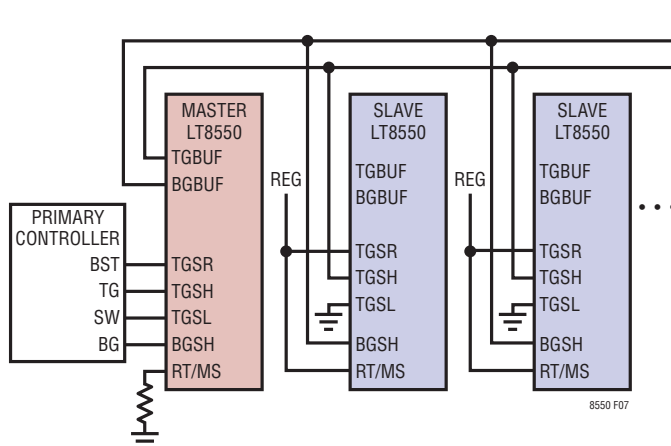 MASTER
LT8550
TGBUF
BGBUF
TGSR
TGSH
TGSL
BGSH
RT/MS
PRIMARY
CONTROLLER
BST
TG
SW
BG
REG
SLAVE
LT8550
TGBUF
BGBUF
TGSR
TGSH
TGSL
BGSH
RT/MS
REG
SLAVE
LT8550
TGBUF
BGBUF
TGSR
TGSH
TGSL
BGSH
RT/MS
8550 F07